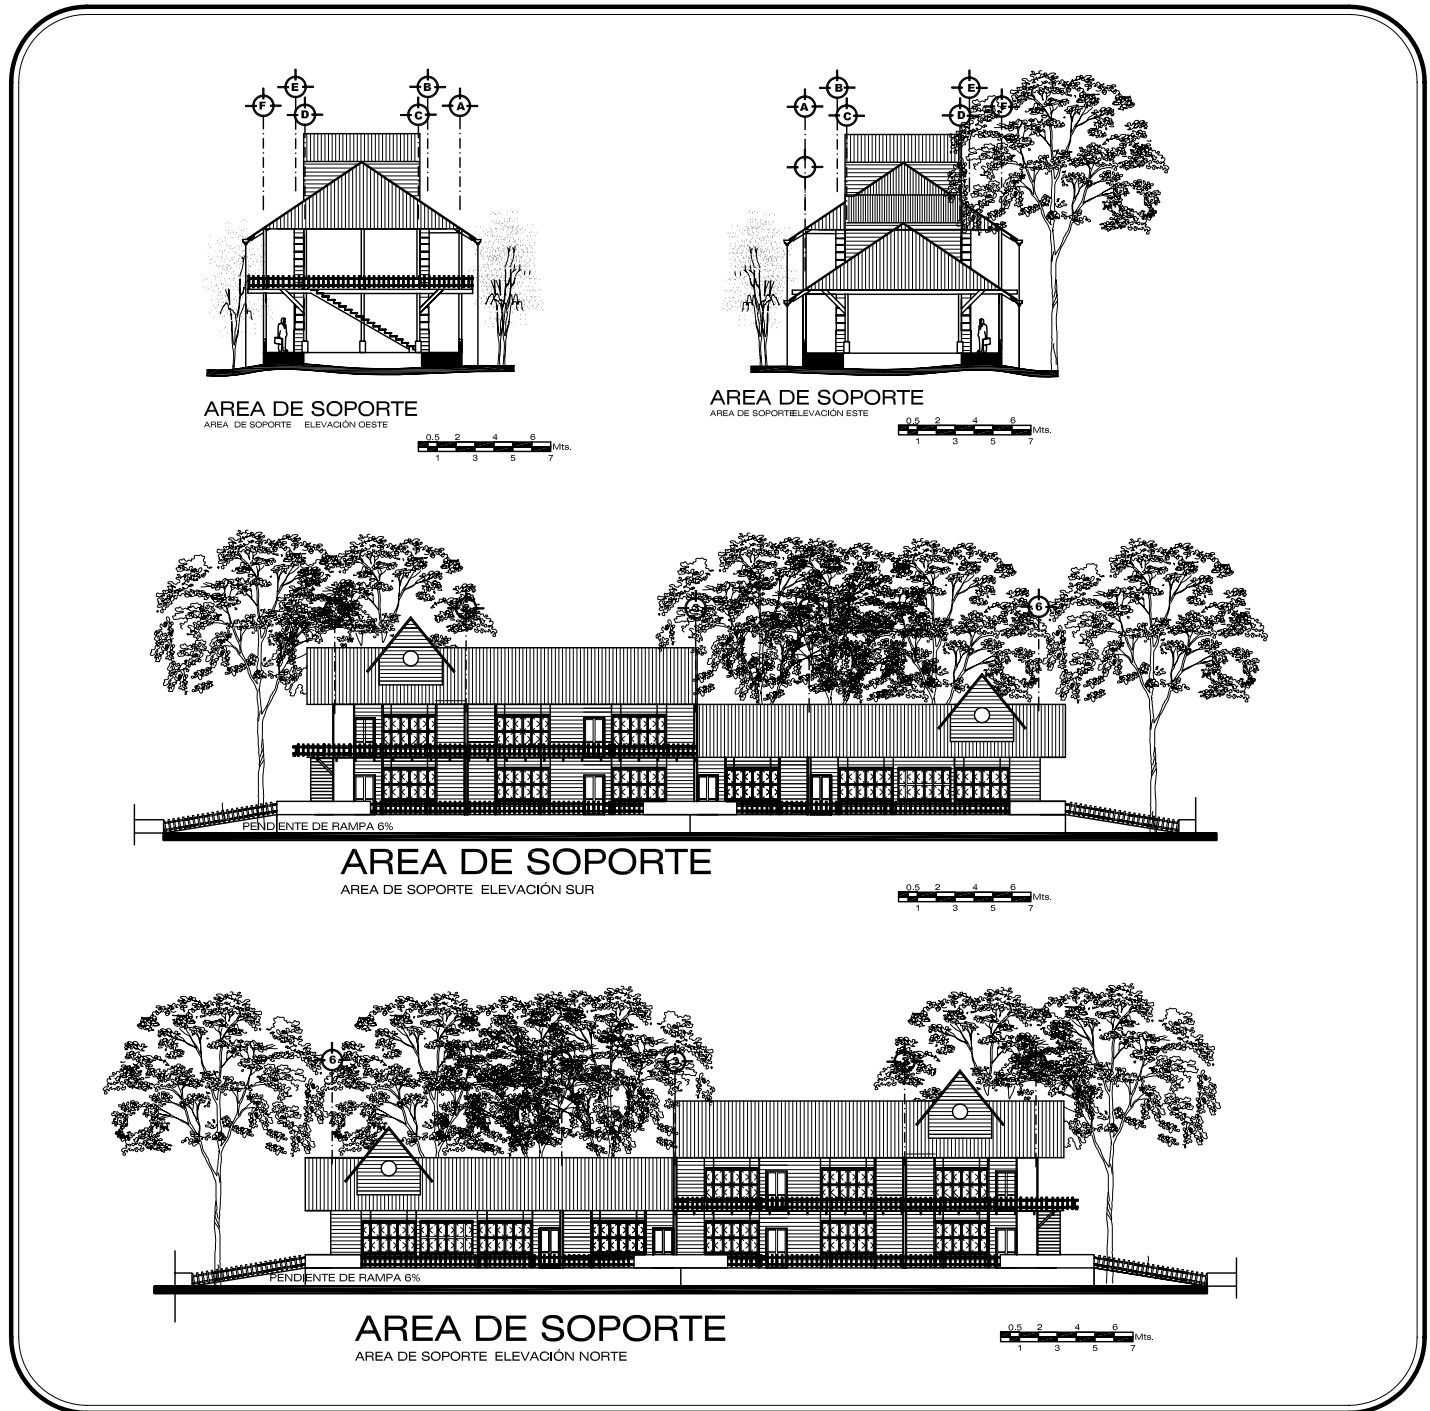 E
B
F
A
D
C
AREA DE SOPORTE
AREA DE SOPORTE ELEVACIÓN OESTE
0.5 2 4 6
Mts.
1 3 5 7
B
E
A
F
C
D
AREA DE SOPORTE
AREA DE SOPORTE ELEVACIÓN ESTE
0.5 2 4 6
Mts.
1 3 5 7
3
6
PENDIENTE DE RAMPA 6%
AREA DE SOPORTE
AREA DE SOPORTE ELEVACIÓN SUR
0.5 2 4 6
Mts.
1 3 5 7
6
3
PENDIENTE DE RAMPA 6%
AREA DE SOPORTE
AREA DE SOPORTE ELEVACIÓN NORTE
0.5 2 4 6
Mts.
1 3 5 7